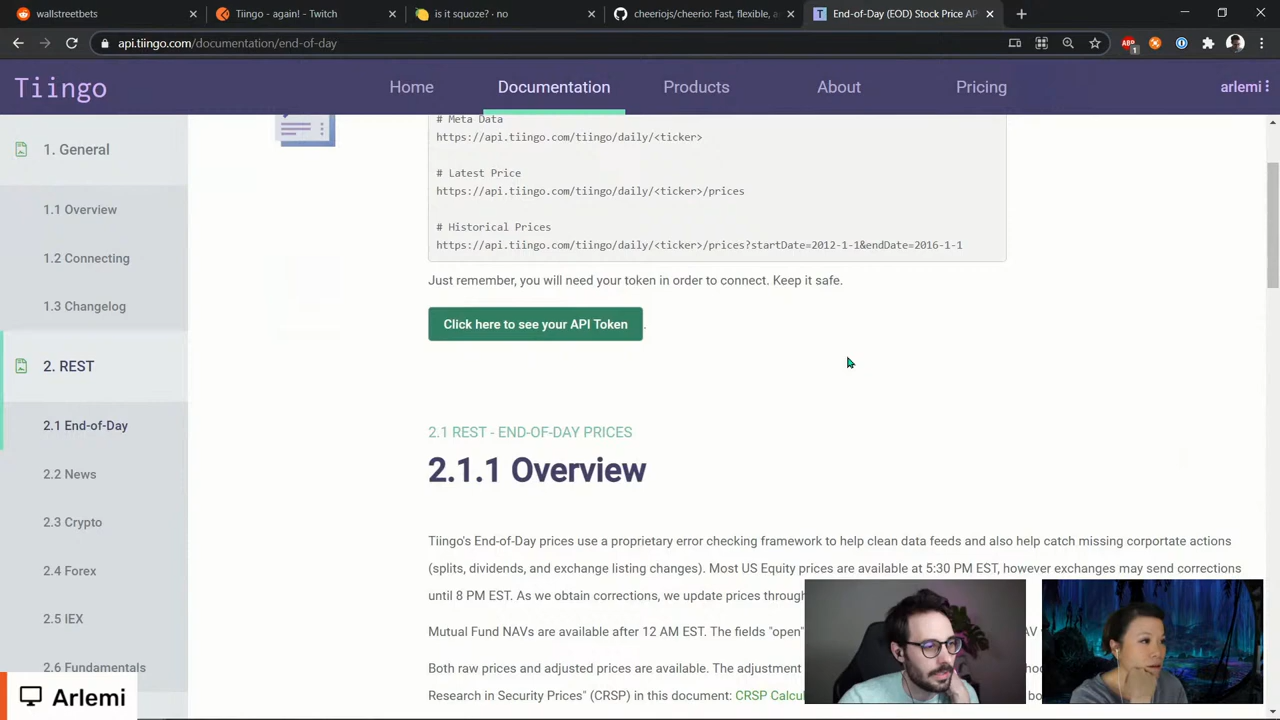 reddit.com: r/wallstreetbets
Tiingo - again! - Twitch
is it squoze? · no
cheeriojs/cheerio: Fast, flexible, a
End-of-Day (EOD) Stock Price AP
api.tiingo.com/documentation/end-of-day
Tiingo
Home
Documentation
Products
About
Pricing
arlemi
1. General
1.1 Overview
1.2 Connecting
1.3 Changelog
2. REST
2.1 End-of-Day
2.2 News
2.3 Crypto
2.4 Forex
2.5 IEX
2.6 Fundamentals
# Meta Data
https://api.tiingo.com/tiingo/daily/<ticker>
# Latest Price
https://api.tiingo.com/tiingo/daily/<ticker>/prices
# Historical Prices
https://api.tiingo.com/tiingo/daily/<ticker>/prices?startDate=2012-1-1&endDate=2016-1-1
Just remember, you will need your token in order to connect. Keep it safe.
Click here to see your API Token
.
2.1 REST - END-OF-DAY PRICES
2.1.1 Overview
Tiingo's End-of-Day prices use a proprietary error checking framework to help clean data feeds and also help catch missing corportate actions
(splits, dividends, and exchange listing changes). Most US Equity prices are available at 5:30 PM EST, however exchanges may send corrections
until 8 PM EST. As we obtain corrections, we update prices through
Mutual Fund NAVs are available after 12 AM EST. The fields "open"
Both raw prices and adjusted prices are available. The adjustment
Research in Security Prices" (CRSP) in this document: CRSP Calcu
Arlemi